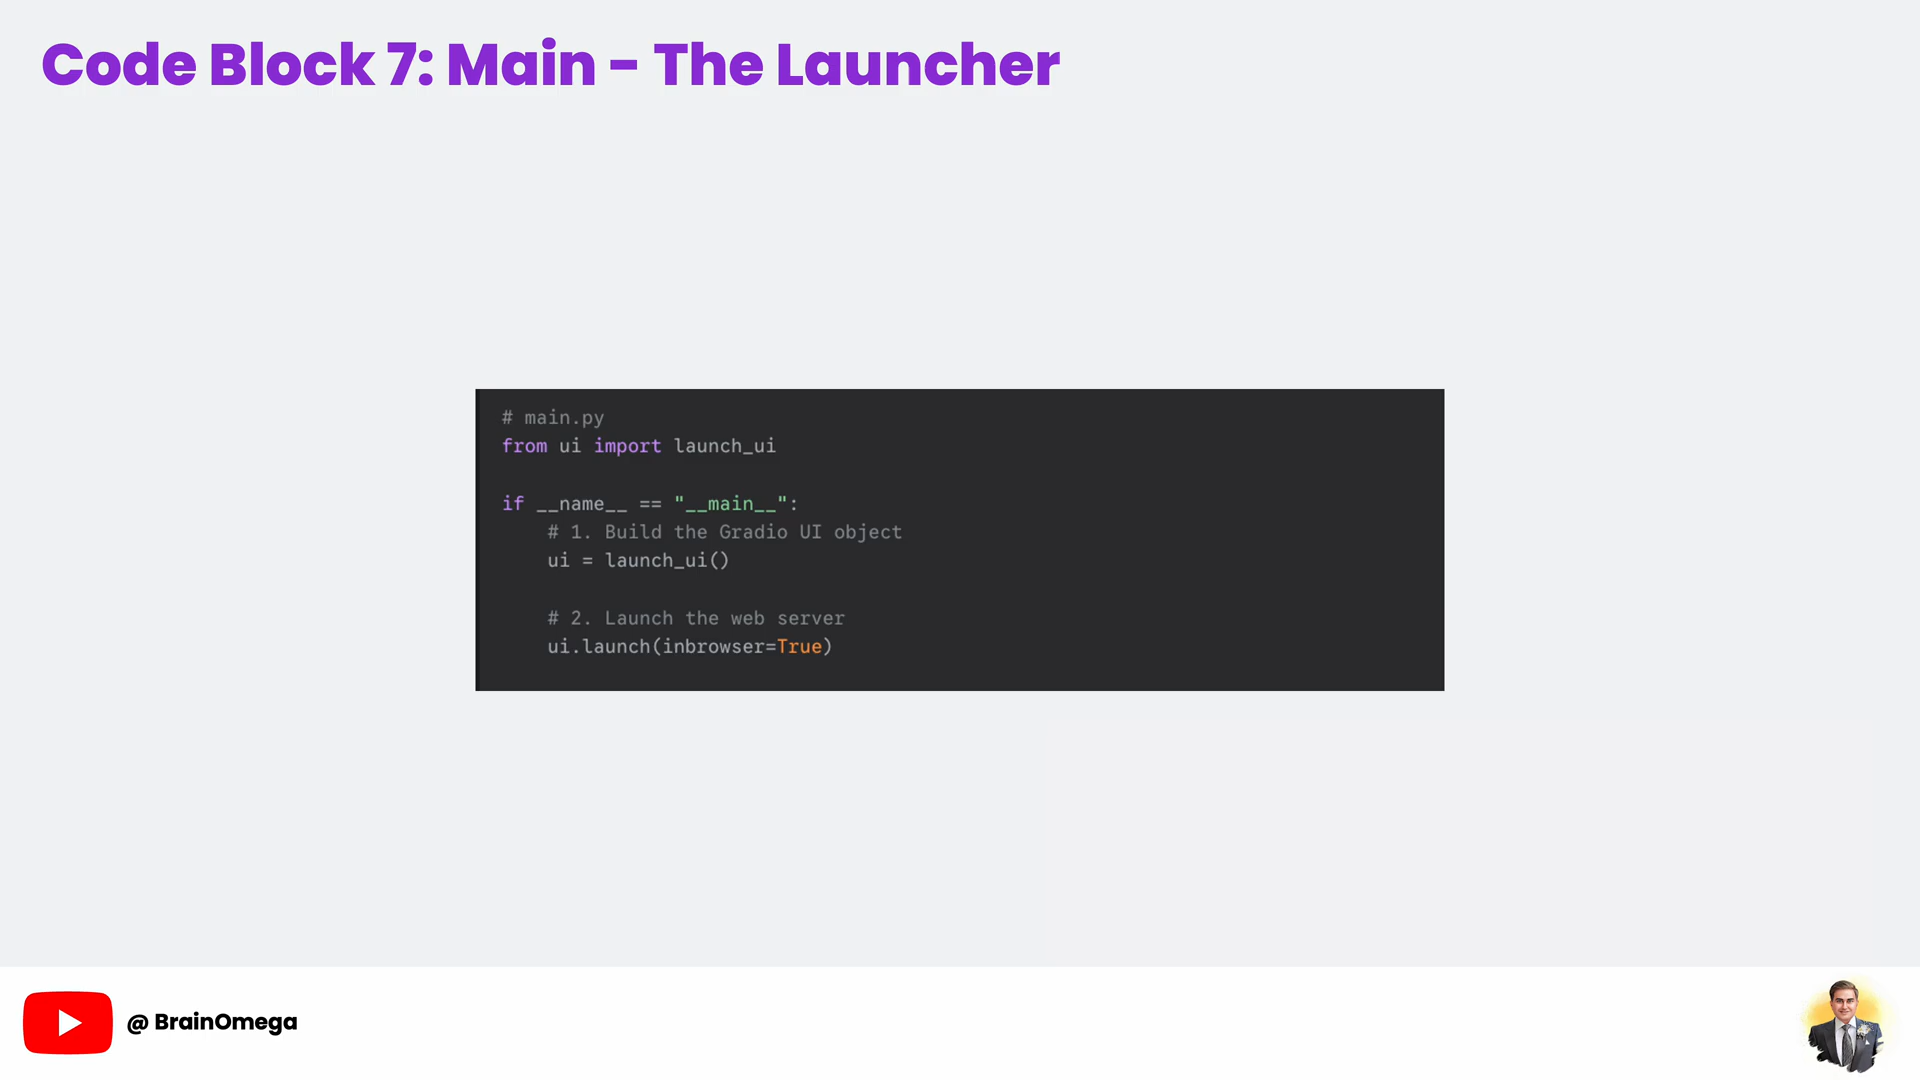 Code Block 7: Main - The Launcher
# main.py
from ui import launch_ui
if __name__ == "__main__":
    # 1. Build the Gradio UI object
    ui = launch_ui()
    # 2. Launch the web server
    ui.launch(inbrowser=True)
@ BrainOmega